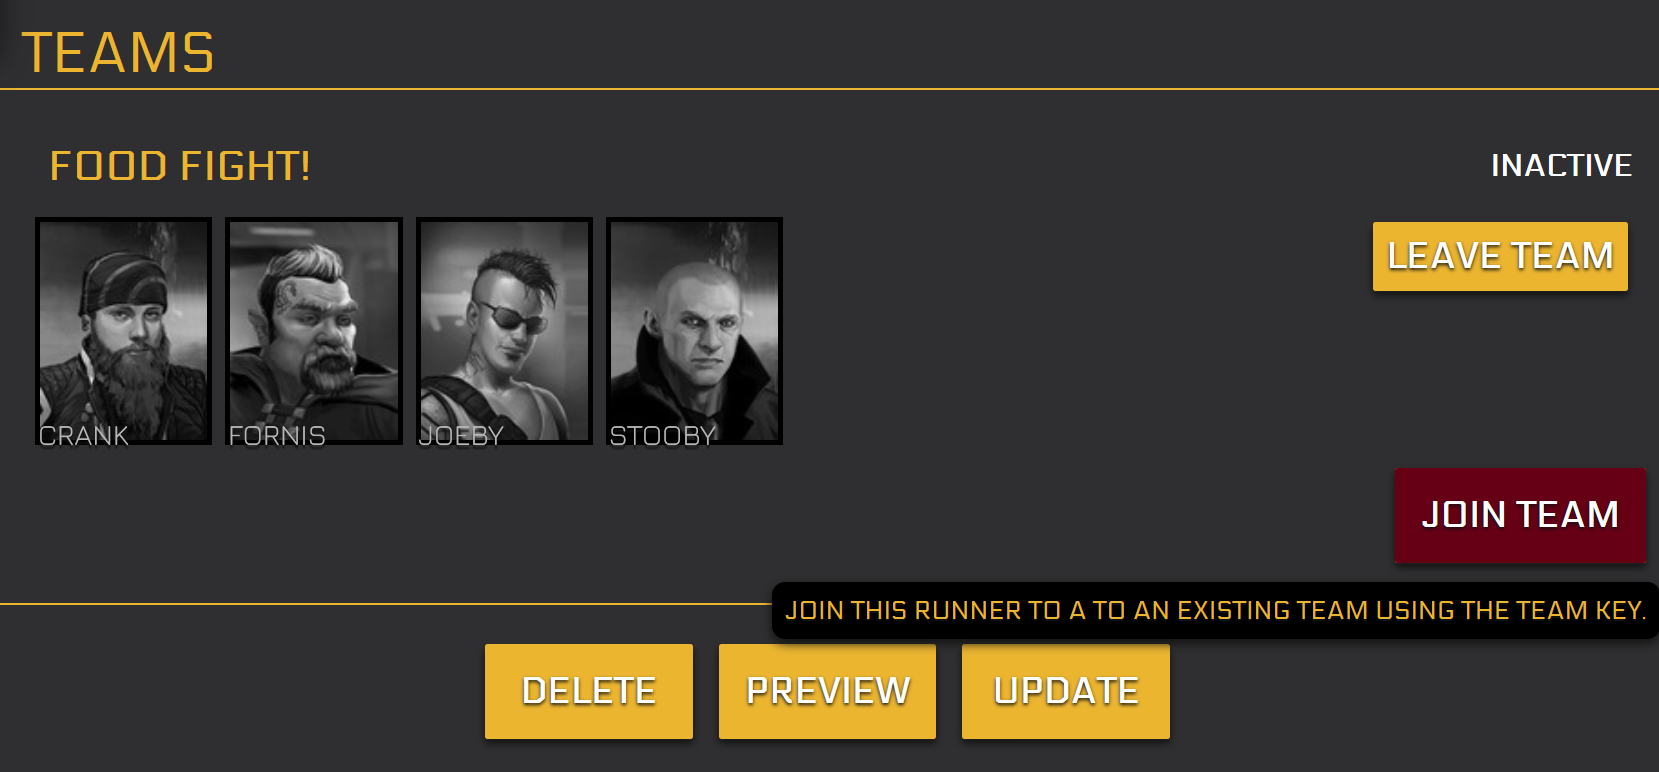 TEAMS
FOOD FIGHT!
INACTIVE
LEAVE TEAM
CRANK
FORNIS
JOEBY
STOOBY
JOIN TEAM
JOIN THIS RUNNER TO A TO AN EXISTING TEAM USING THE TEAM KEY.
DELETE
PREVIEW
UPDATE